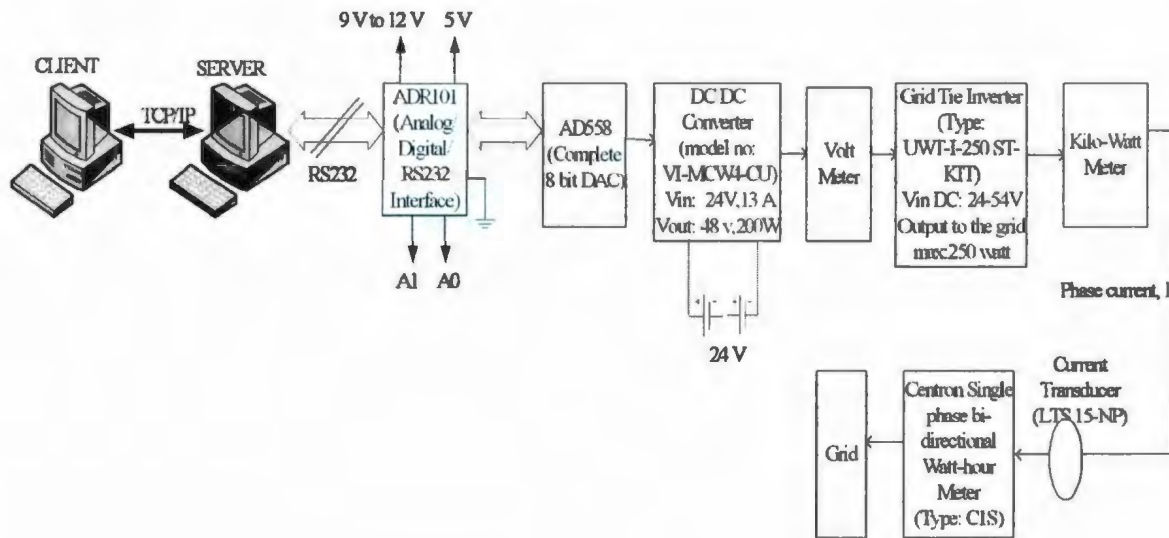 9 V to 12 V
5 V
CLIENT
SERVER
TCP/IP
RS232
ADR101
(Analog/
Digital/
RS232
Interface)
A1
A0
AD558
(Complete
8 bit DAC)
DC DC
Converter
(model no:
VI-MCW4-CU)
Vin: 24V,13 A
Vout: 48 v,200W
24 V
Volt
Meter
Grid Tie Inverter
(Type:
UWT-I-250 ST-
KIT)
Vin DC: 24-54V
Output to the grid
max:250 watt
Kilo-Watt
Meter
Phase current, I
Current
Transducer
(LTS 15-NP)
Centron Single
phase bi-
directional
Watt-hour
Meter
(Type: C1S)
Grid